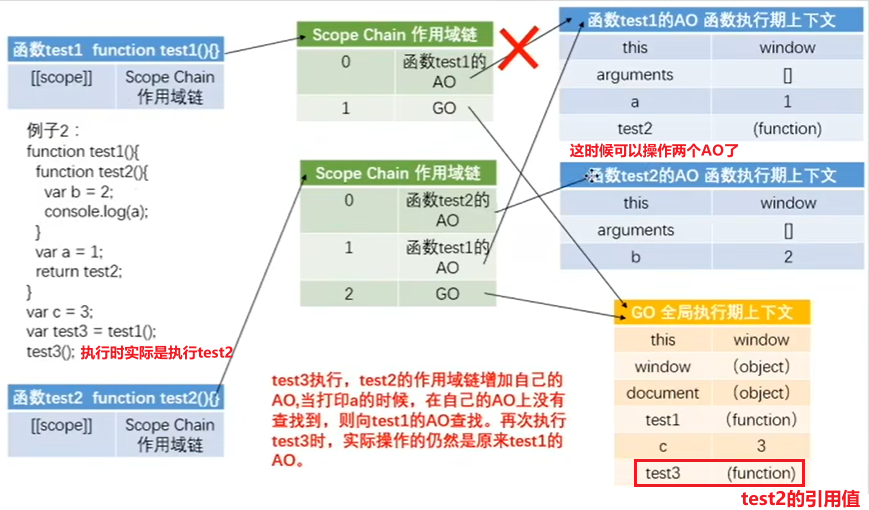 函数test1 function test1(){}
[[scope]] Scope Chain
作用域链
例子2：
function test1(){
function test2(){
var b = 2;
console.log(a);
}
var a = 1;
return test2;
}
var c = 3;
var test3 = test1();
test3(); 执行时实际是执行test2
函数test2 function test2(){}
[[scope]] Scope Chain
作用域链
Scope Chain 作用域链
0 函数test1的
AO
1 GO
Scope Chain 作用域链
0 函数test2的
AO
1 函数test1的
AO
2 GO
test3执行，test2的作用域链增加自己的
AO,当打印a的时候，在自己的AO上没有
查找到，则向test1的AO查找。再次执行
test3时，实际操作的仍然是原来test1的
AO。
函数test1的AO 函数执行期上下文
this window
arguments []
a 1
test2 (function)
这时候可以操作两个AO了
函数test2的AO 函数执行期上下文
this window
arguments []
b 2
GO 全局执行期上下文
this window
window （object）
document （object）
test1 （function）
c 3
test3 (function)
test2的引用值